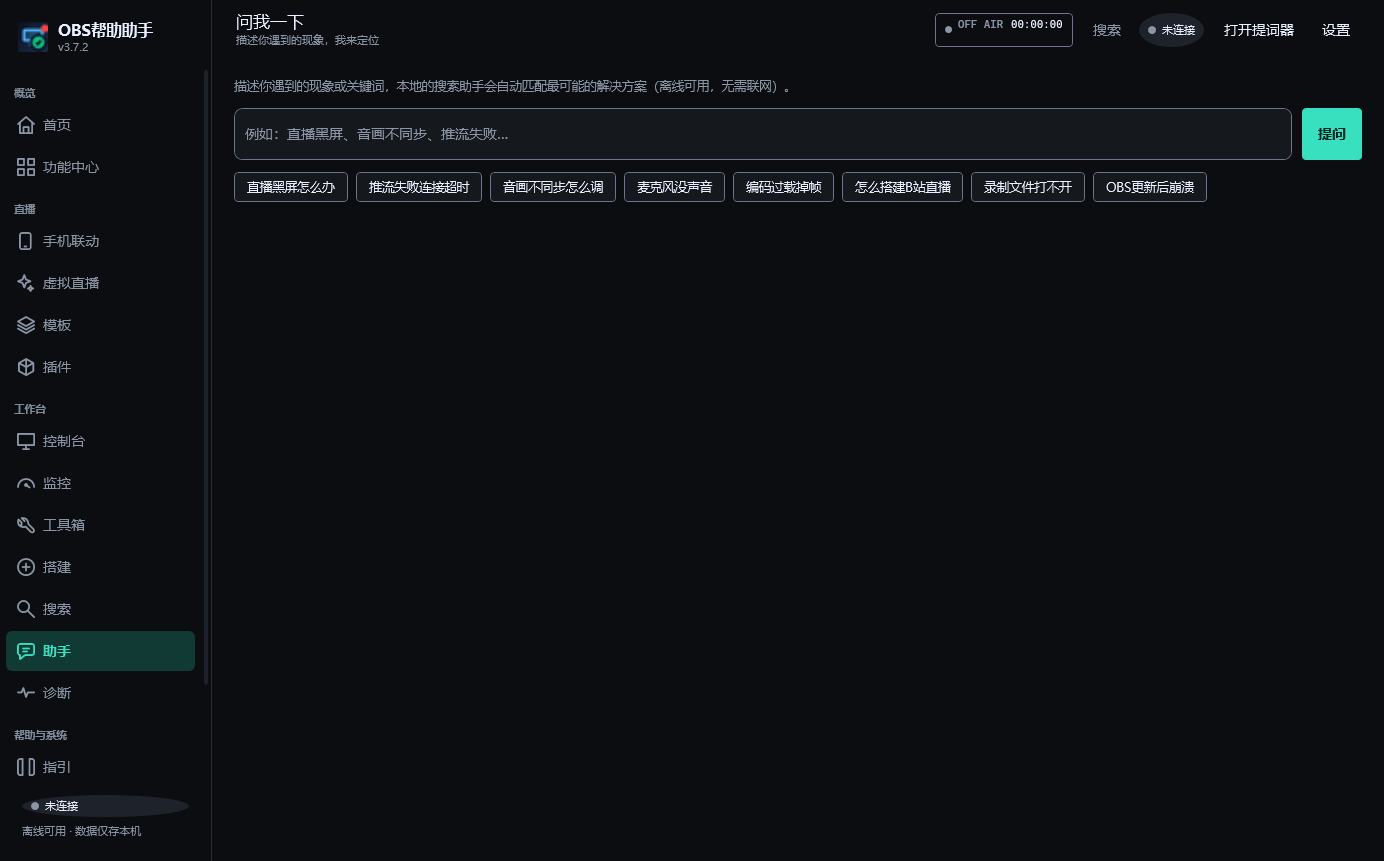 OBS帮助助手
v3.7.2
概览
首页
功能中心
直播
手机联动
虚拟直播
模板
插件
工作台
控制台
监控
工具箱
搭建
搜索
助手
诊断
帮助与系统
指引
未连接
离线可用 · 数据仅存本机
问我一下
描述你遇到的现象，我来定位
OFF AIR 00:00:00
搜索
未连接
打开提词器
设置
描述你遇到的现象或关键词，本地的搜索助手会自动匹配最可能的解决方案（离线可用，无需联网）。
例如：直播黑屏、音画不同步、推流失败...
提问
直播黑屏怎么办
推流失败连接超时
音画不同步怎么调
麦克风没声音
编码过载掉帧
怎么搭建B站直播
录制文件打不开
OBS更新后崩溃